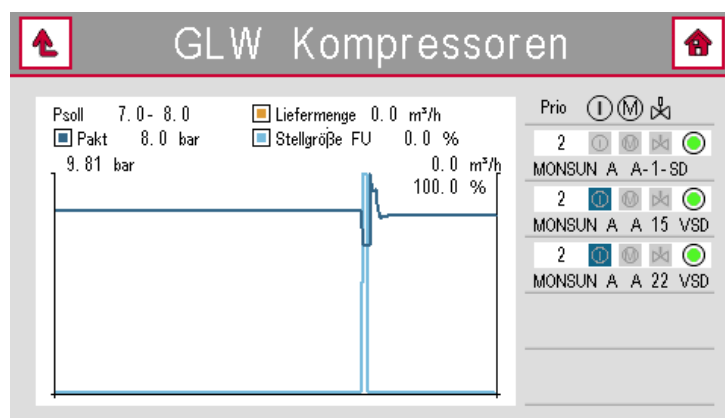 GLW Kompressoren
Psoll 7.0- 8.0
Liefermenge 0.0 m³/h
Pakt 8.0 bar
Stellgröße FU 0.0 %
9.81 bar
0.0 m³/h
100.0 %
Prio I M
2 I M
MONSUN A A-1-SD
2 I M
MONSUN A A 15 VSD
2 I M
MONSUN A A 22 VSD